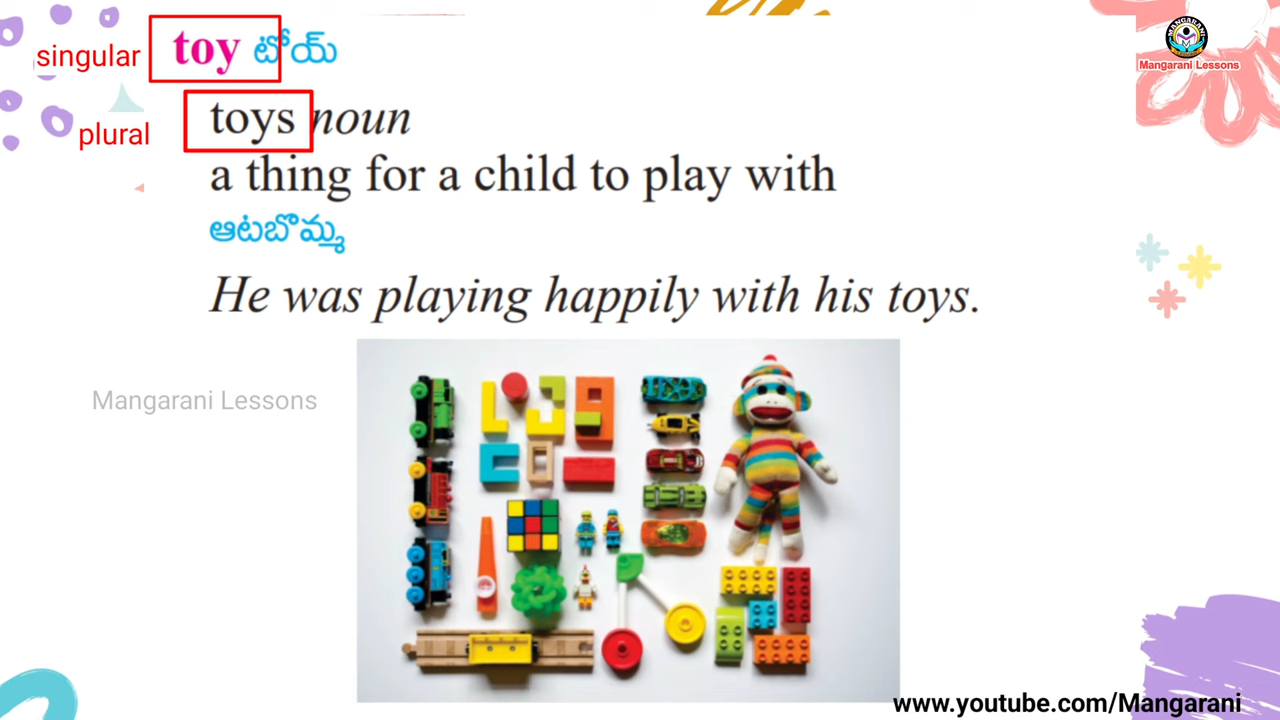 singular toy టోయ్
plural toys noun
a thing for a child to play with
ఆటబొమ్మ
He was playing happily with his toys.
Mangarani Lessons
MANGARANI
Mangarani Lessons
www.youtube.com/Mangarani